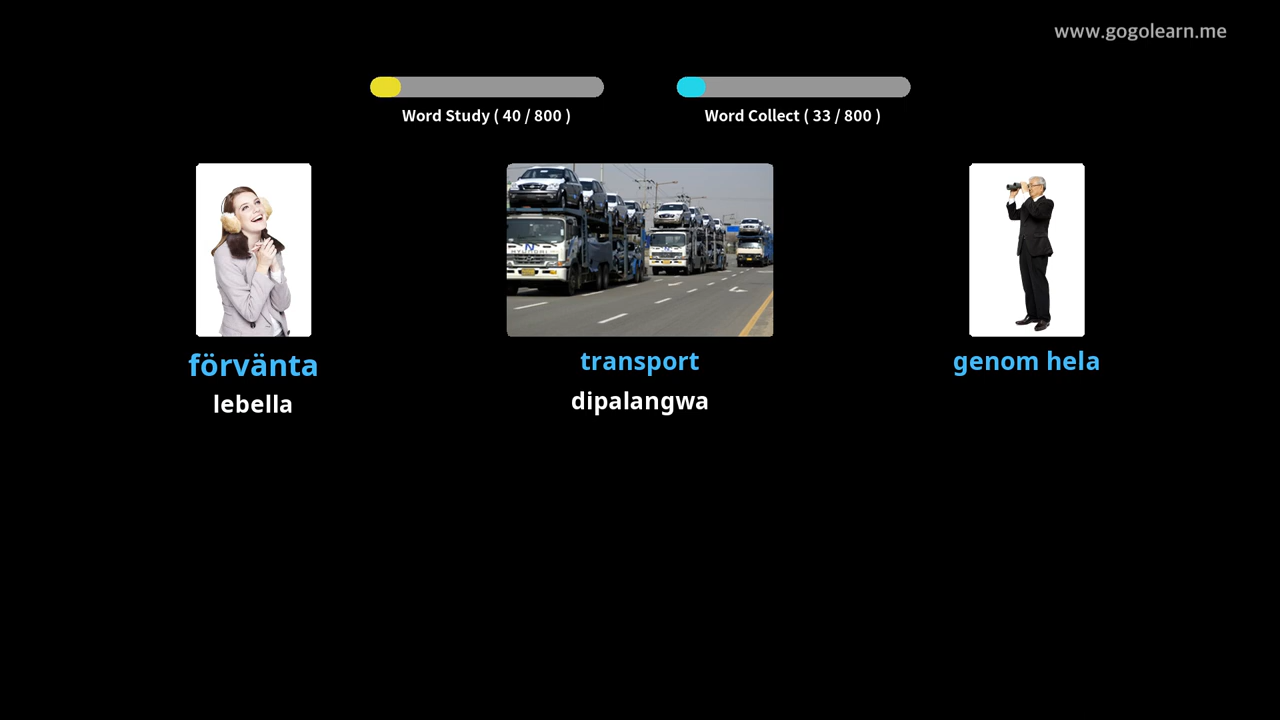 www.gogolearn.me
Word Study ( 40 / 800 )
Word Collect ( 33 / 800 )
förvänta
transport
genom hela
lebella
dipalangwa